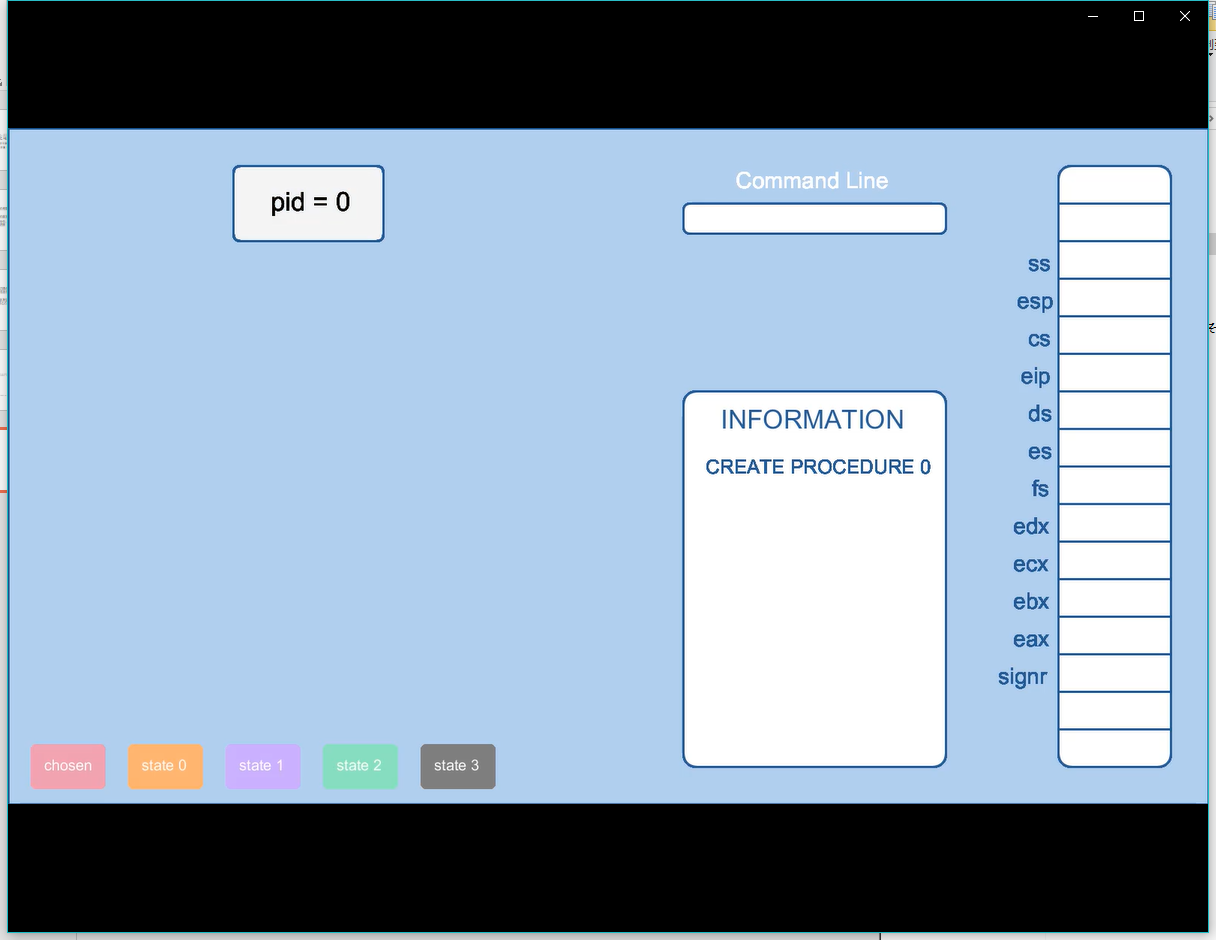 pid = 0
Command Line
ss
esp
cs
eip
ds
es
fs
edx
ecx
ebx
eax
signr
INFORMATION
CREATE PROCEDURE 0
chosen
state 0
state 1
state 2
state 3